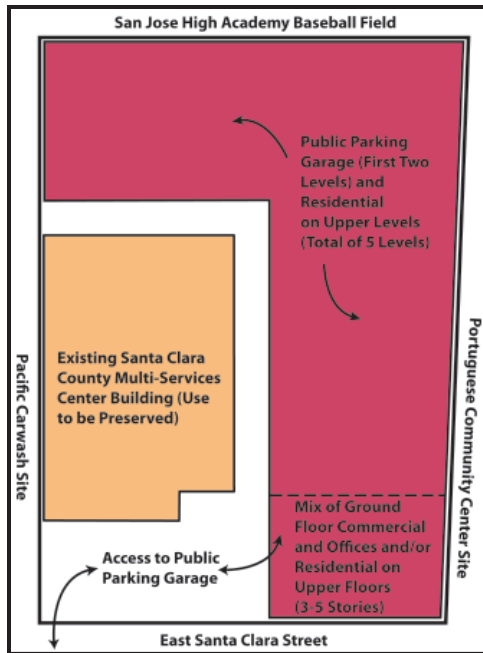 San Jose High Academy Baseball Field
Public Parking
Garage (First Two
Levels) and
Residential
on Upper Levels
(Total of 5 Levels)
Existing Santa Clara
County Multi-Services
Center Building (Use
to be Preserved)
Pacific Carwash Site
Portuguese Community Center Site
Mix of Ground
Floor Commercial
and Offices and/or
Residential on
Upper Floors
(3-5 Stories)
Access to Public
Parking Garage
East Santa Clara Street